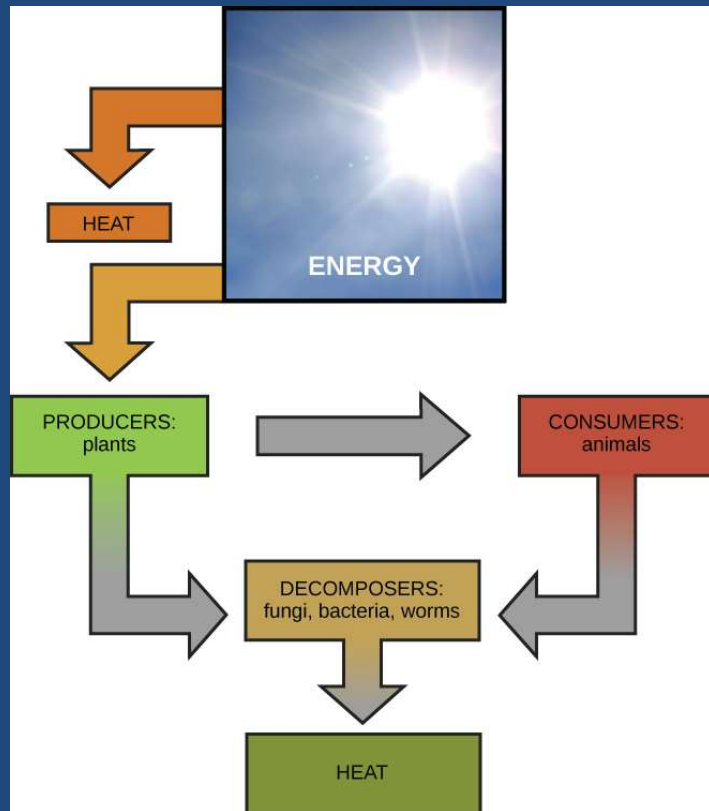 ENERGY
HEAT
PRODUCERS:
plants
CONSUMERS:
animals
DECOMPOSERS:
fungi, bacteria, worms
HEAT